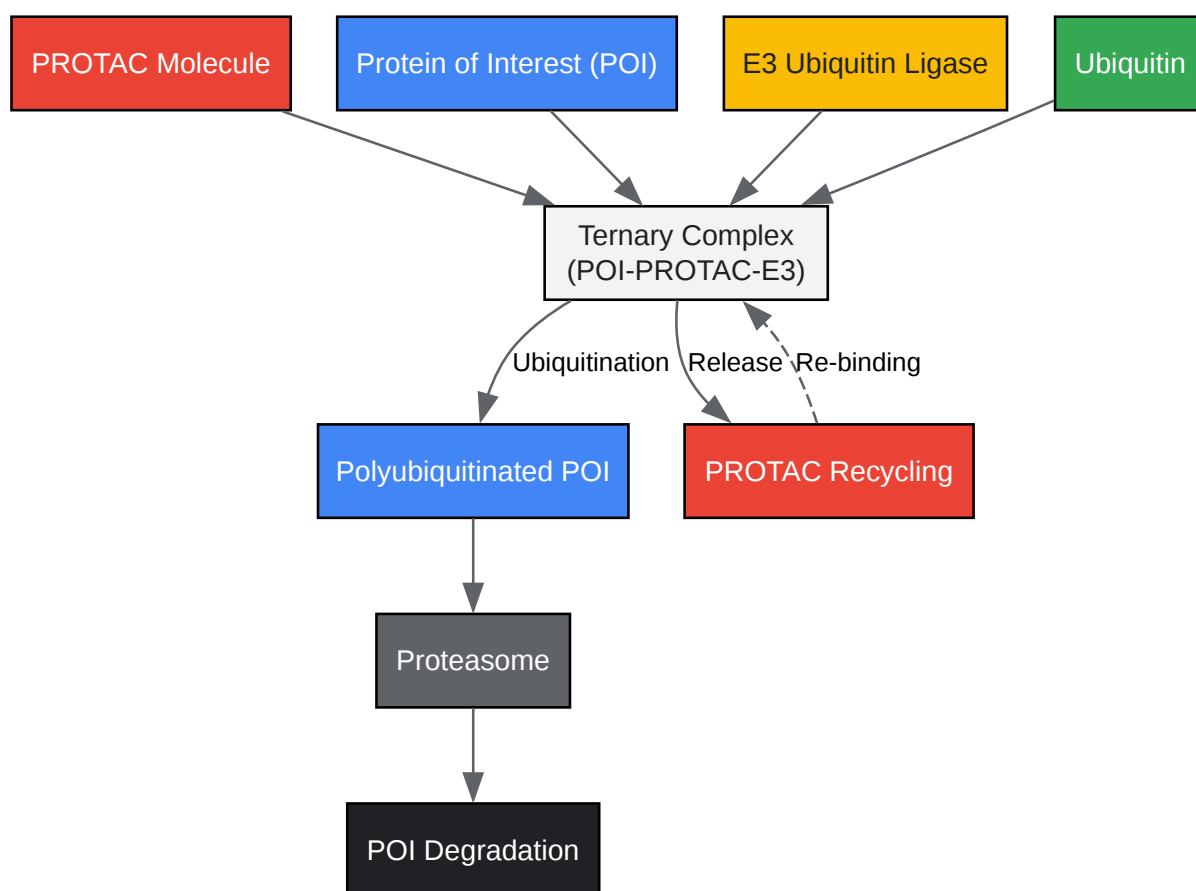 PROTAC Molecule
Protein of Interest (POI)
E3 Ubiquitin Ligase
Ubiquitin
Ternary Complex
(POI-PROTAC-E3)
Ubiquitination
Release
Re-binding
Polyubiquitinated POI
PROTAC Recycling
Proteasome
POI Degradation